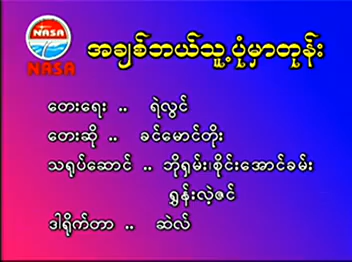 NASA
NASA
အချစ်ဘယ်သူ့ပုံမှာတုန်း
တေးရေး .. ရဲလွင်
တေးဆို .. ခင်မောင်တိုး
သရုပ်ဆောင် .. ဘိုရှမ်း၊စိုင်းအောင်ခမ်း
ရွှန်းလဲ့ဇင်
ဒါရိုက်တာ .. ဆဲလ်